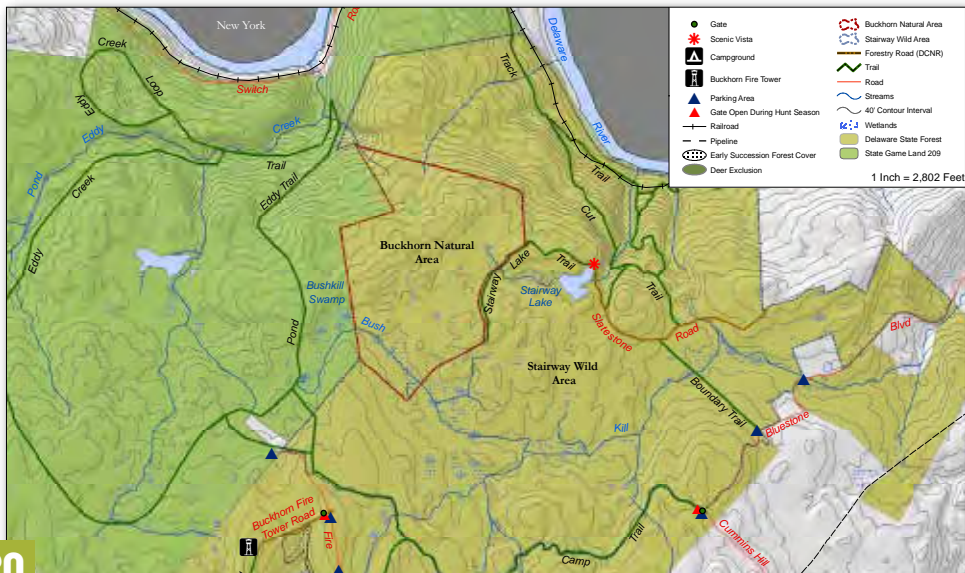 New York
Road
Switch
Creek
Loop
Eddy
Eddy
Creek
Pond
Creek
Eddy
Trail
Eddy Trail
Pond
Track
Delaware
River
Trail
Cut
Buckhorn Natural
Area
Bushkill
Swamp
Bush
Kill
Stairway
Lake
Trail
Stairway
Lake
Trail
Slatestone
Road
Stairway Wild
Area
Boundary Trail
Bluestone
Blvd
Buckhorn Fire
Tower Road
Fire
Camp
Trail
Cummins Hill
Gate
Scenic Vista
Campground
Buckhorn Fire Tower
Parking Area
Gate Open During Hunt Season
Railroad
Pipeline
Early Succession Forest Cover
Deer Exclusion
Buckhorn Natural Area
Stairway Wild Area
Forestry Road (DCNR)
Trail
Road
Streams
40' Contour Interval
Wetlands
Delaware State Forest
State Game Land 209
1 Inch = 2,802 Feet